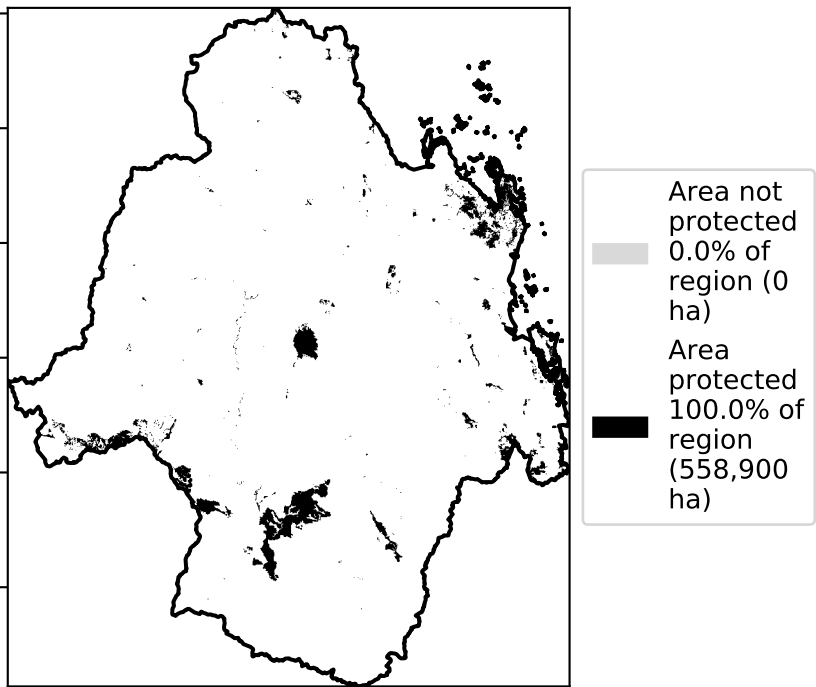 Area not
protected
0.0% of
region (0
ha)
Area
protected
100.0% of
region
(558,900
ha)